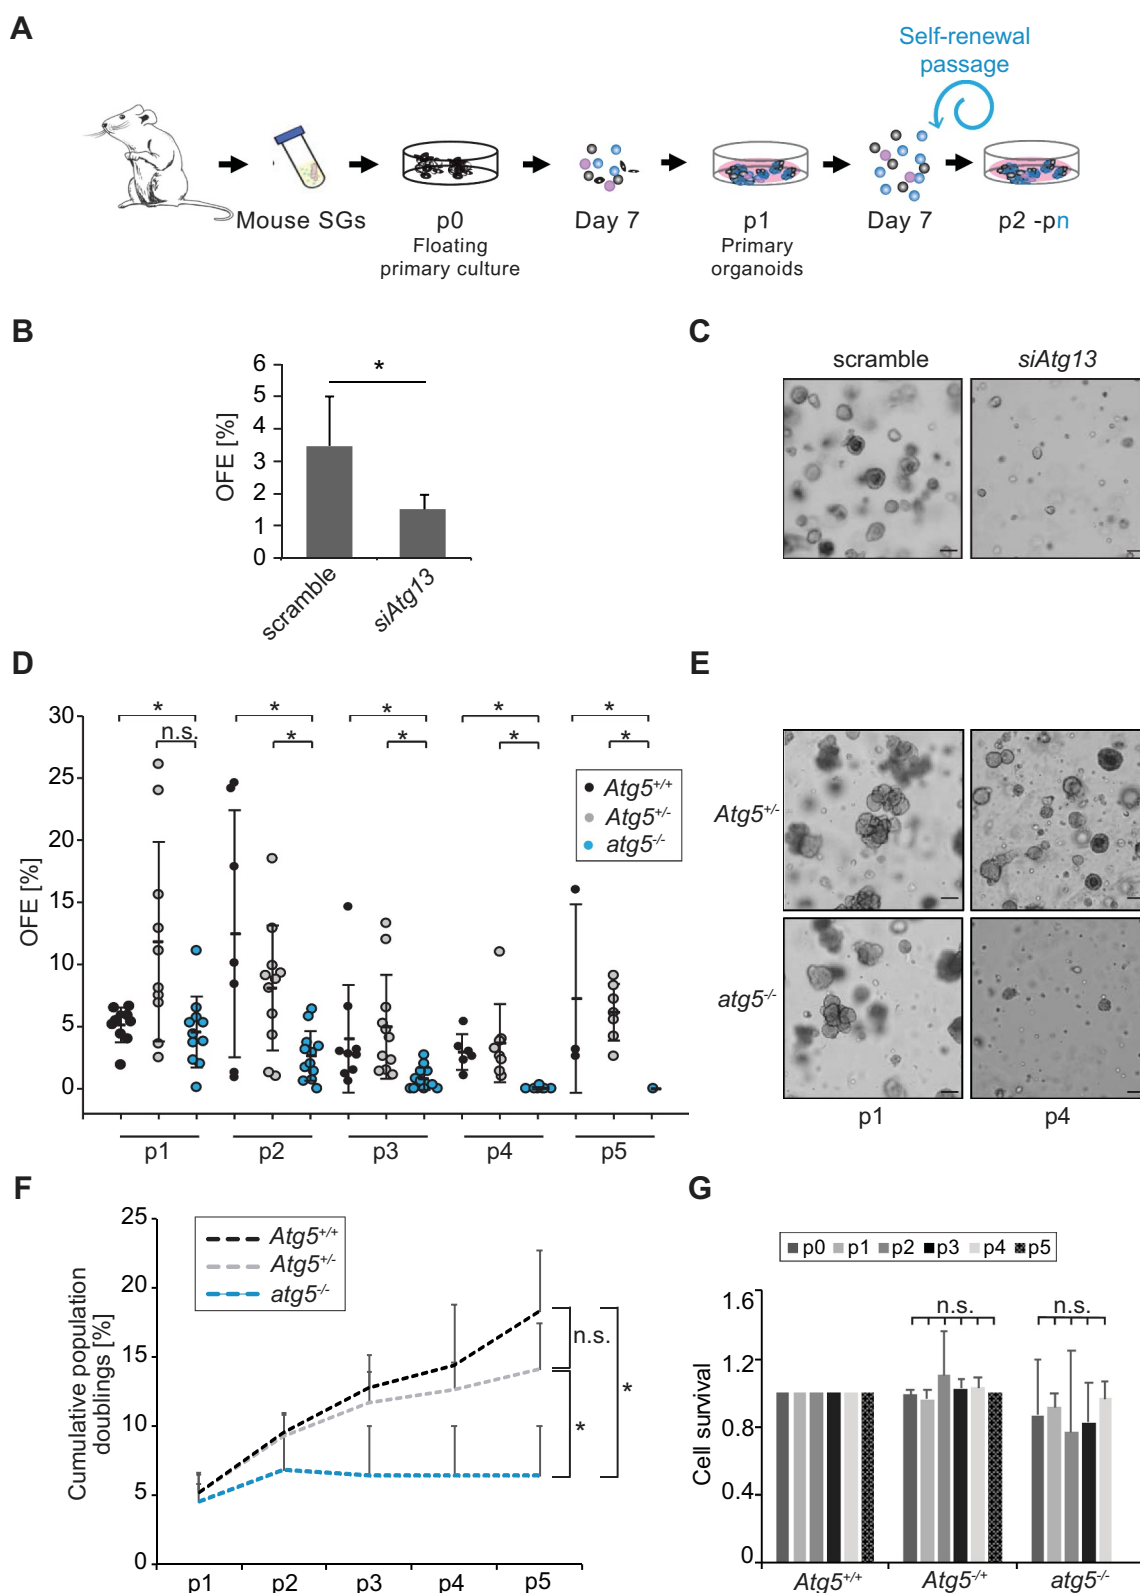 A
Self-renewal
passage
Mouse SGs
p0
Floating
primary culture
Day 7
p1
Primary
organoids
Day 7
p2 -pn
B
OFE [%]
6
5
4
3
2
1
0
*
scramble
siAtg13
C
scramble
siAtg13
D
OFE [%]
30
25
20
15
10
5
0
* * * * *
n.s. * * * *
Atg5+/+
Atg5+/-
atg5-/-
p1 p2 p3 p4 p5
E
Atg5+/-
atg5-/-
p1 p4
F
Cumulative population
doublings [%]
25
20
15
10
5
0
Atg5+/+
Atg5+/-
atg5-/-
n.s.
*
*
p1 p2 p3 p4 p5
G
p0 p1 p2 p3 p4 p5
Cell survival
1.6
1.2
0.8
0.4
0
n.s. n.s.
Atg5+/+ Atg5-/+ atg5-/-